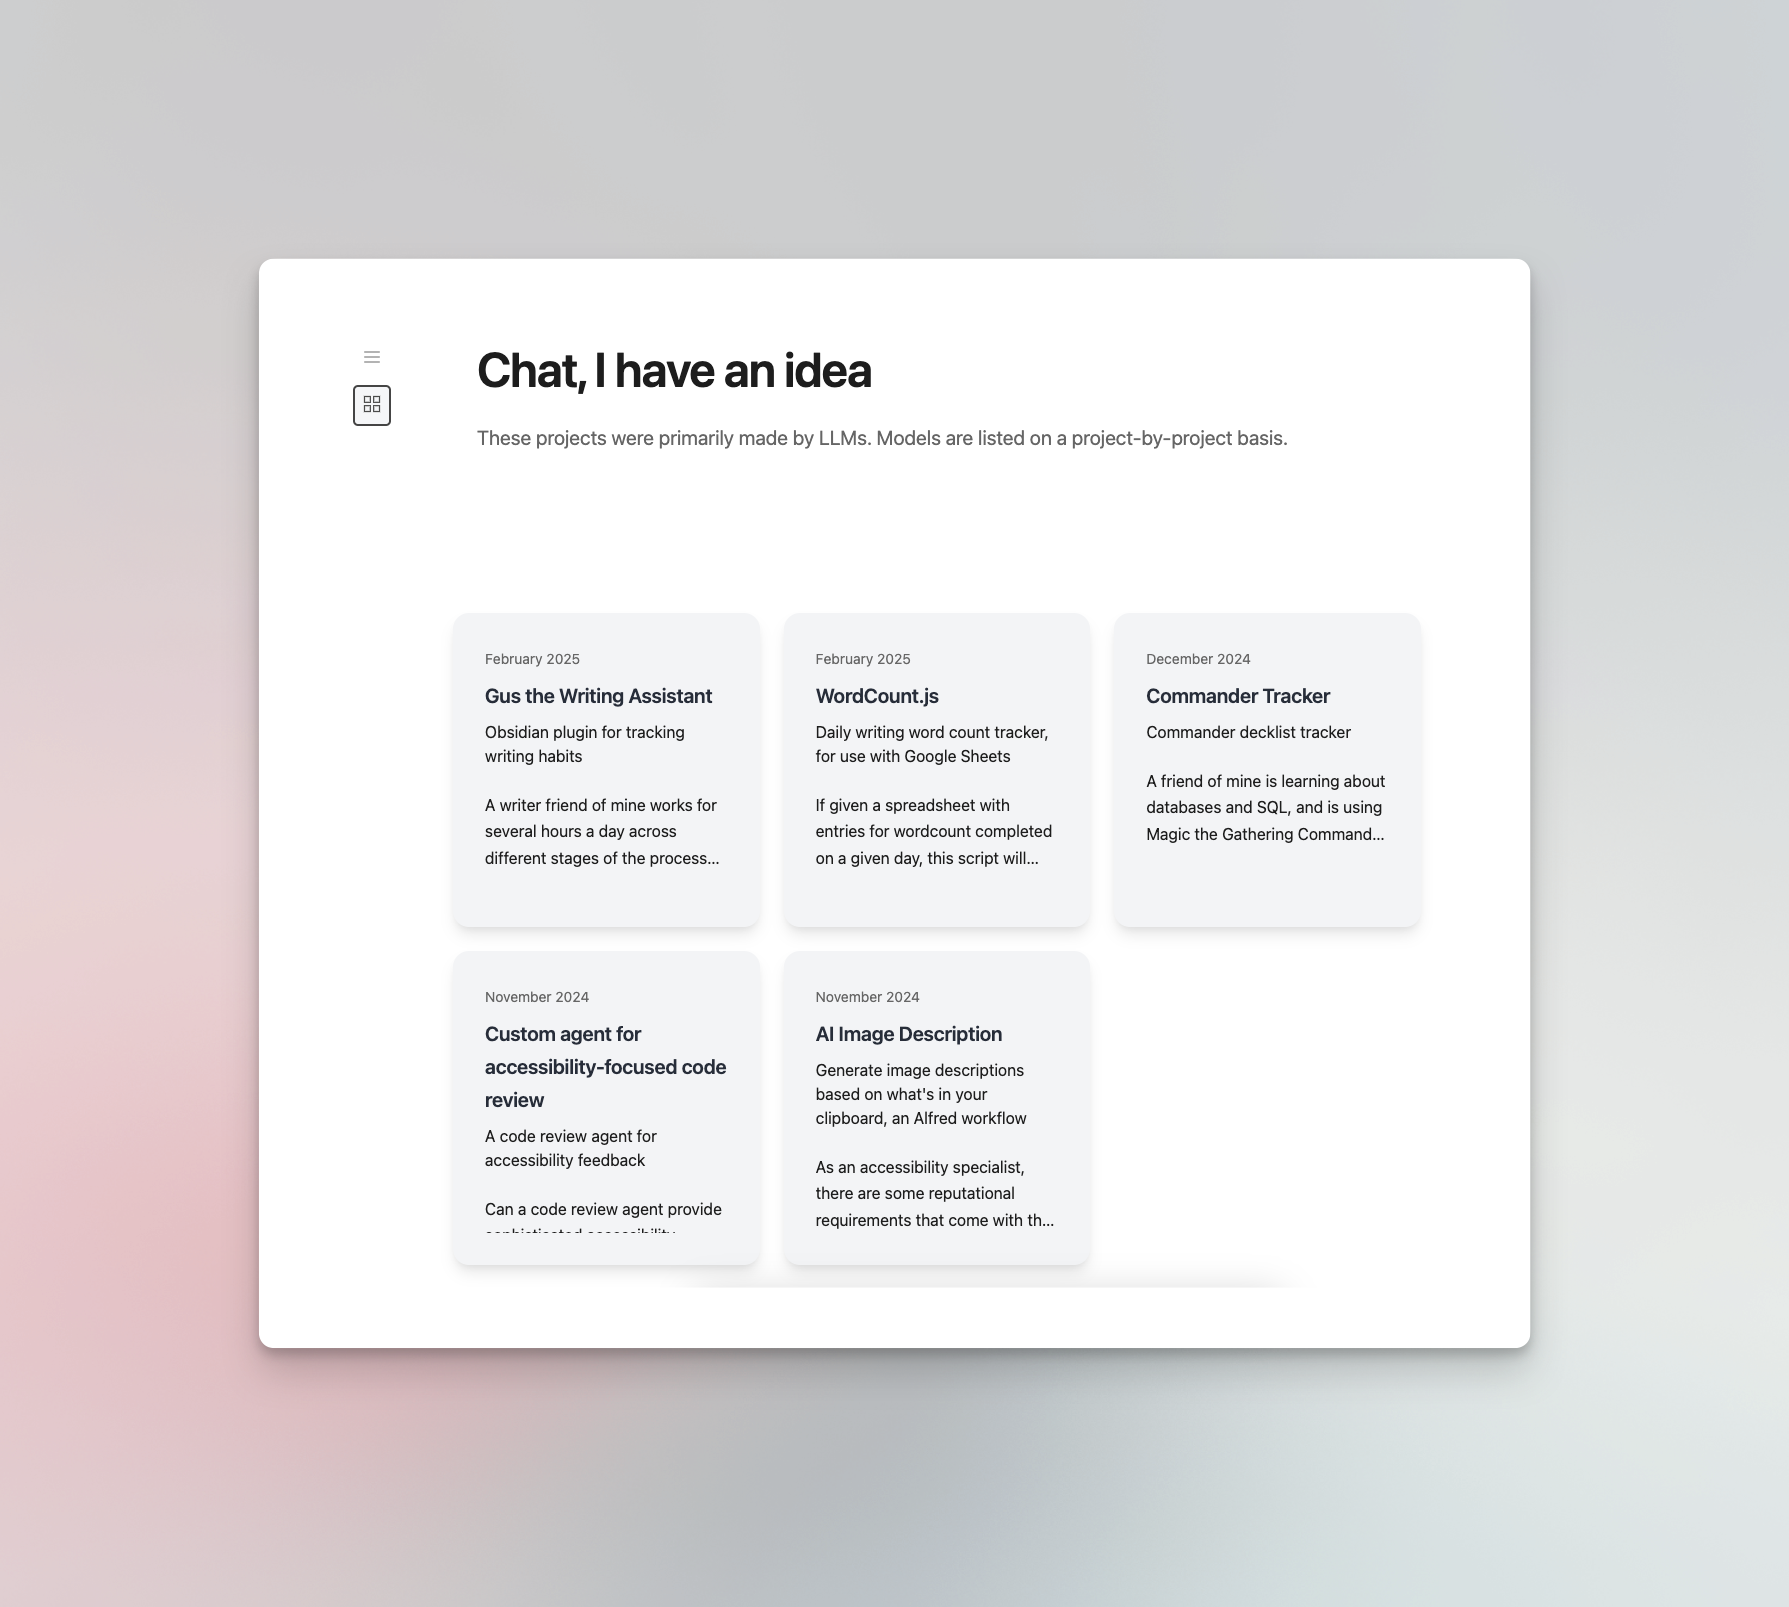 Chat, I have an idea
These projects were primarily made by LLMs. Models are listed on a project-by-project basis.
February 2025
Gus the Writing Assistant
Obsidian plugin for tracking
writing habits
A writer friend of mine works for
several hours a day across
different stages of the process...
February 2025
WordCount.js
Daily writing word count tracker,
for use with Google Sheets
If given a spreadsheet with
entries for wordcount completed
on a given day, this script will...
December 2024
Commander Tracker
Commander decklist tracker
A friend of mine is learning about
databases and SQL, and is using
Magic the Gathering Command...
November 2024
Custom agent for
accessibility-focused code
review
A code review agent for
accessibility feedback
Can a code review agent provide
sophisticated accessibility
November 2024
AI Image Description
Generate image descriptions
based on what's in your
clipboard, an Alfred workflow
As an accessibility specialist,
there are some reputational
requirements that come with th...